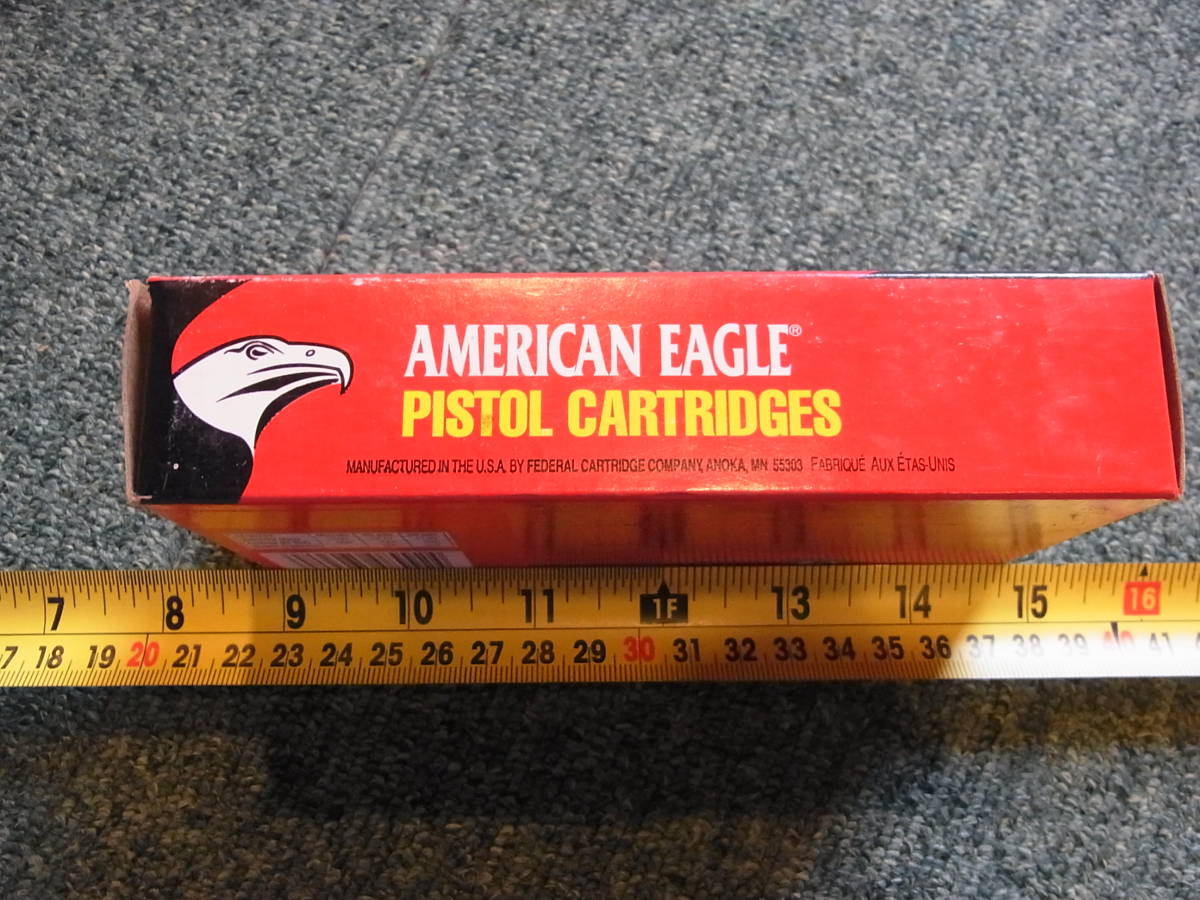 AMERICAN EAGLE®
PISTOL CARTRIDGES
MANUFACTURED IN THE U.S.A. BY FEDERAL CARTRIDGE COMPANY, ANOKA, MN 55303 FABRIQUÉ AUX ÉTAS-UNIS
7 8 9 10 11 1F 13 14 15 16
7 18 19 20 21 22 23 24 25 26 27 28 29 30 31 32 33 34 35 36 37 38 39 40 41